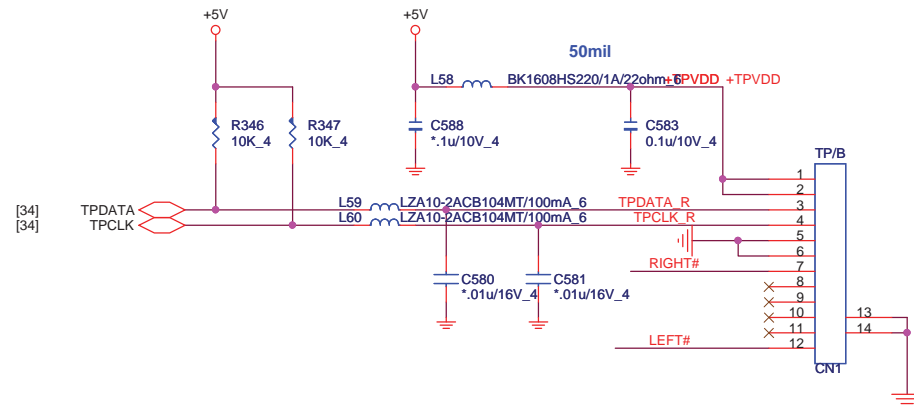 +5V
+5V
50mil
L58
BK1608HS220/1A/22ohm_6
+TPVDD
+TPVDD
R346
10K_4
R347
10K_4
C588
*.1u/10V_4
C583
0.1u/10V_4
TP/B
1
2
[34]
TPDATA
L59
LZA10-2ACB104MT/100mA_6
TPDATA_R
3
[34]
TPCLK
L60
LZA10-2ACB104MT/100mA_6
TPCLK_R
4
5
6
RIGHT#
7
C580
*.01u/16V_4
C581
*.01u/16V_4
8
9
10
11
LEFT#
12
13
14
CN1